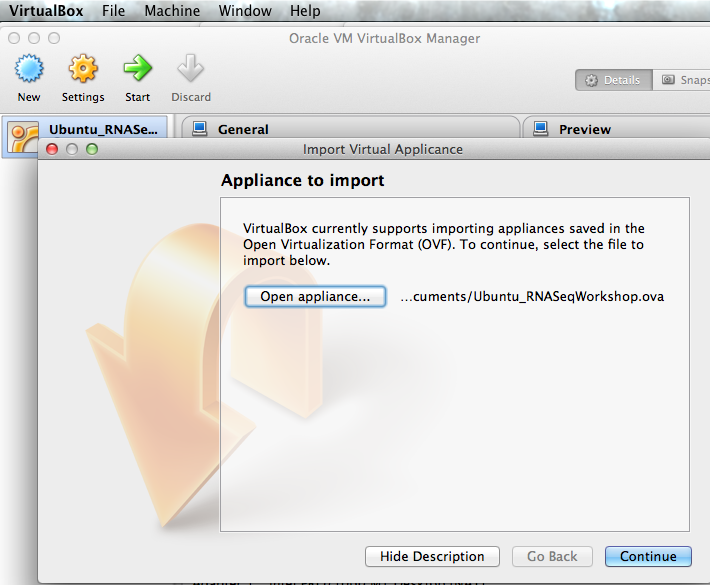 VirtualBox File Machine Window Help
Oracle VM VirtualBox Manager
New Settings Start Discard
Details Snaps
Ubuntu_RNASe... General Preview
Import Virtual Applicance
Appliance to import
VirtualBox currently supports importing appliances saved in the
Open Virtualization Format (OVF). To continue, select the file to
import below.
Open appliance... ...cuments/Ubuntu_RNASeqWorkshop.ova
Hide Description Go Back Continue